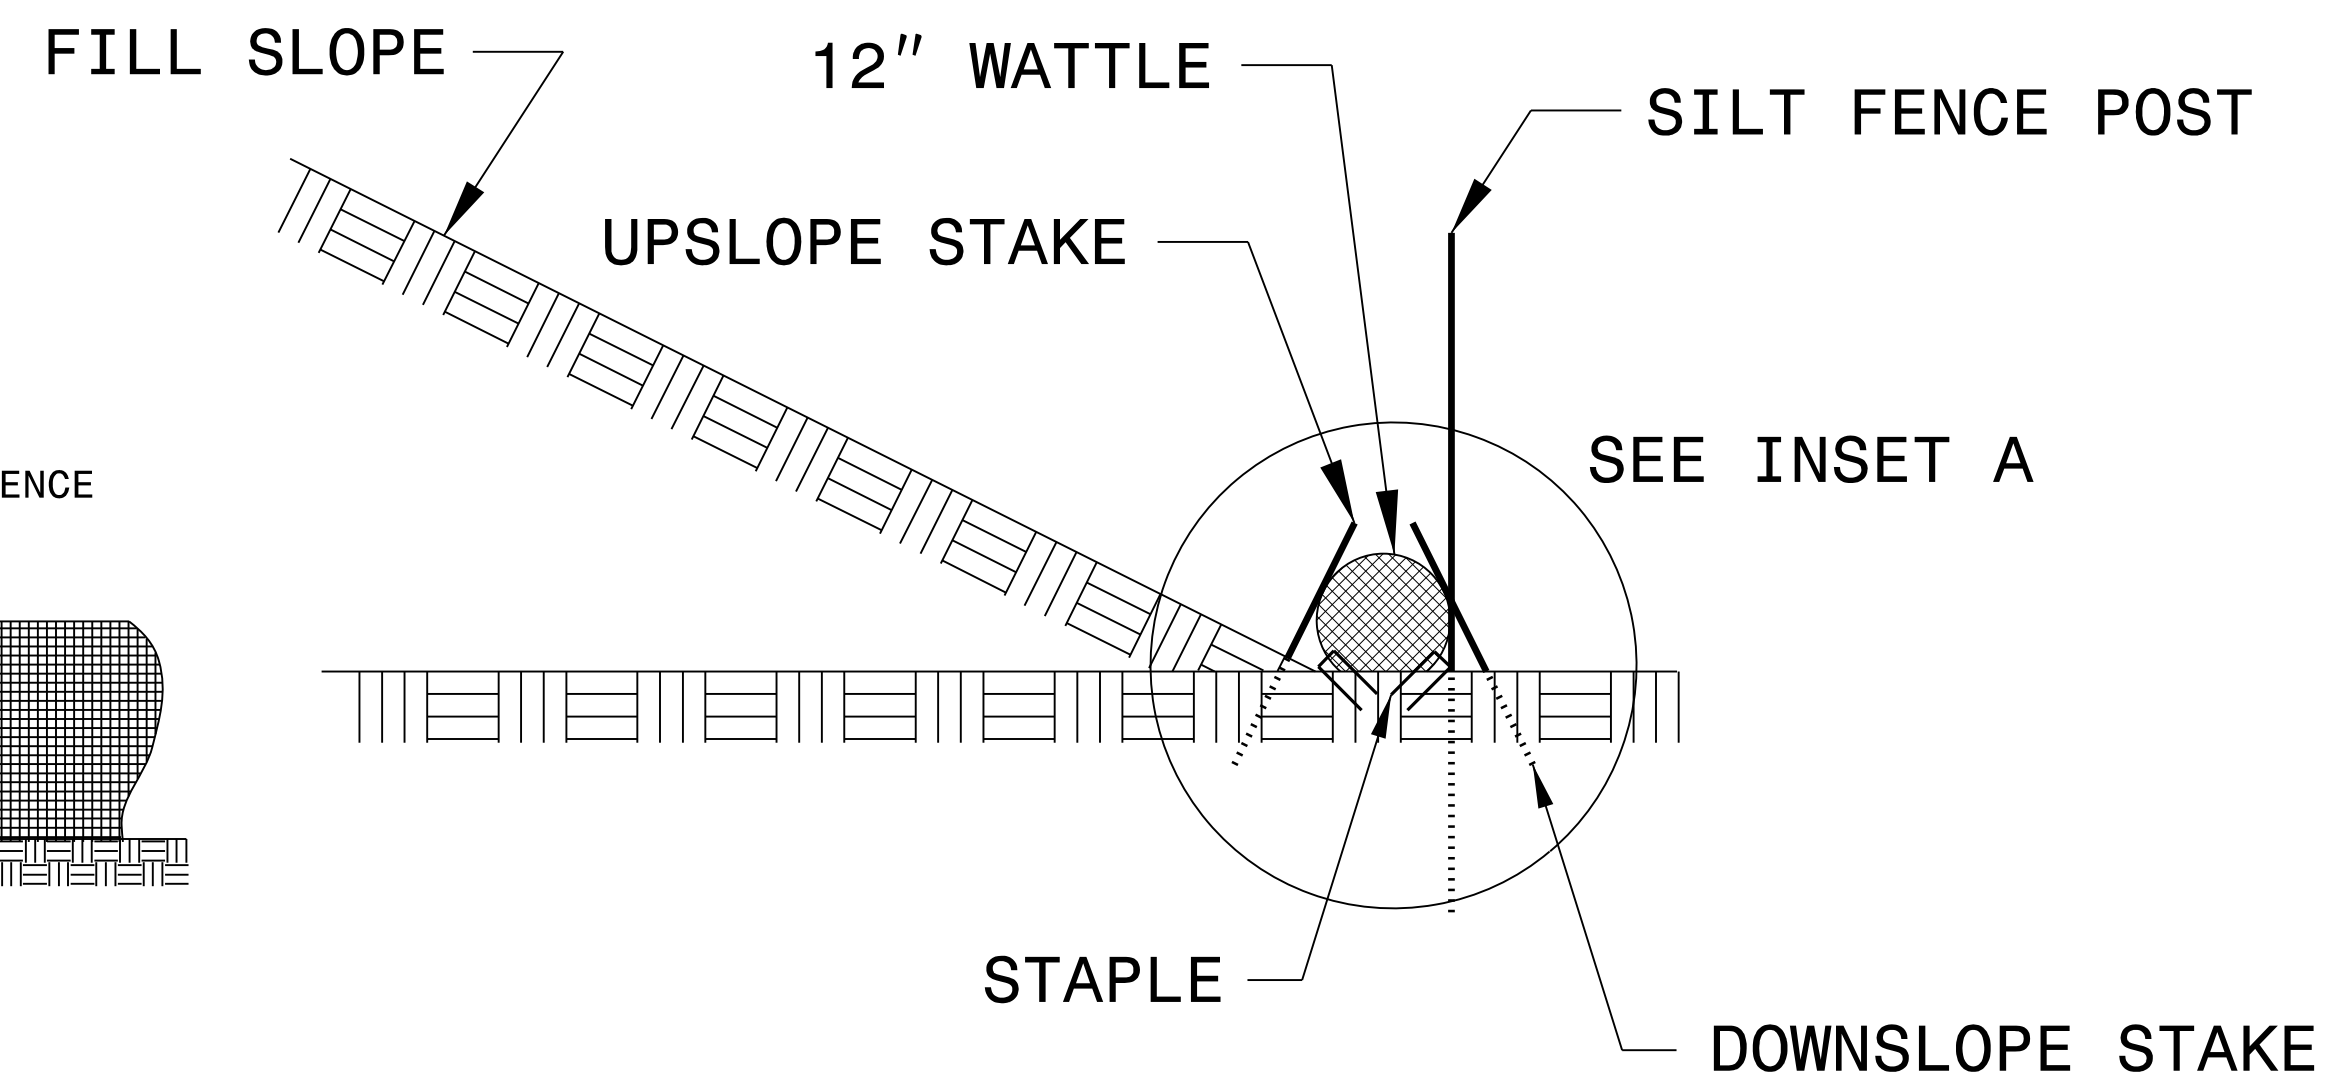 FILL SLOPE
12" WATTLE
SILT FENCE POST
UPSLOPE STAKE
SEE INSET A
ENCE
STAPLE
DOWNSLOPE STAKE